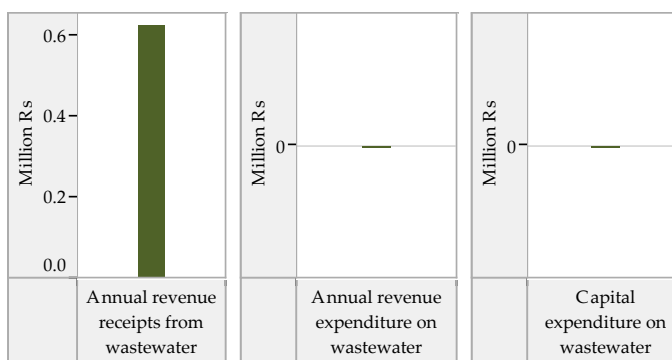 Million Rs
0.6
0.4
0.2
0.0
Annual revenue
receipts from
wastewater
Million Rs
0
Annual revenue
expenditure on
wastewater
Million Rs
0
Capital
expenditure on
wastewater